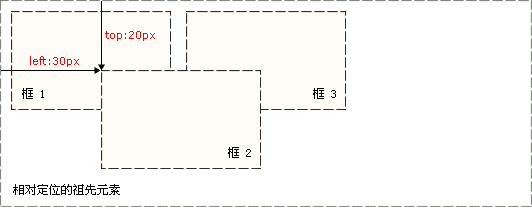 top:20px
left:30px
框 1
框 3
框 2
相对定位的祖先元素